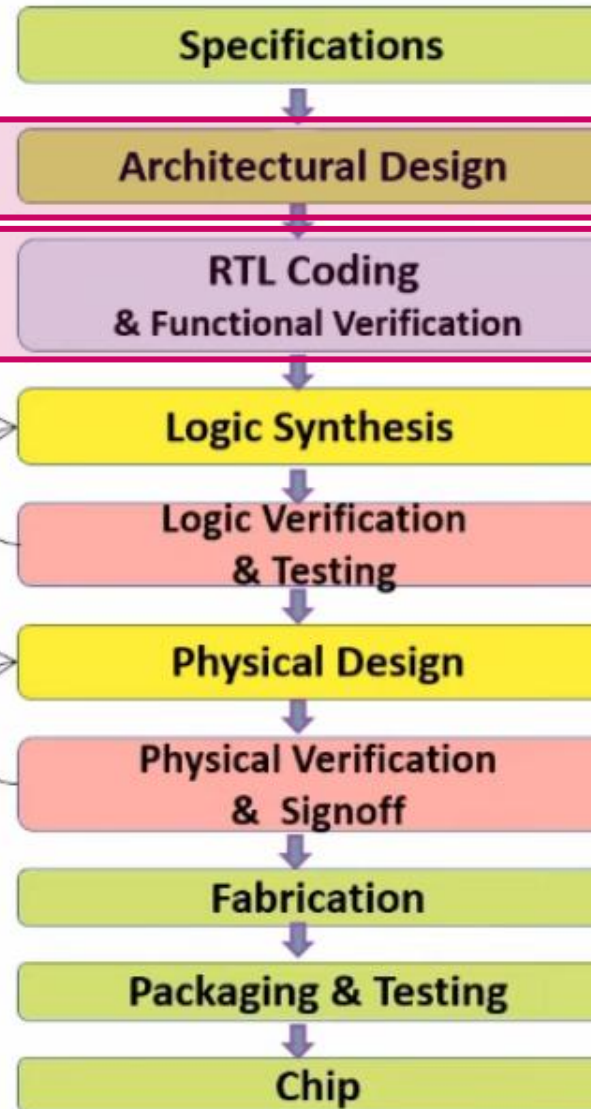 Specifications
Architectural Design
RTL Coding
& Functional Verification
Logic Synthesis
Logic Verification
& Testing
Physical Design
Physical Verification
& Signoff
Fabrication
Packaging & Testing
Chip